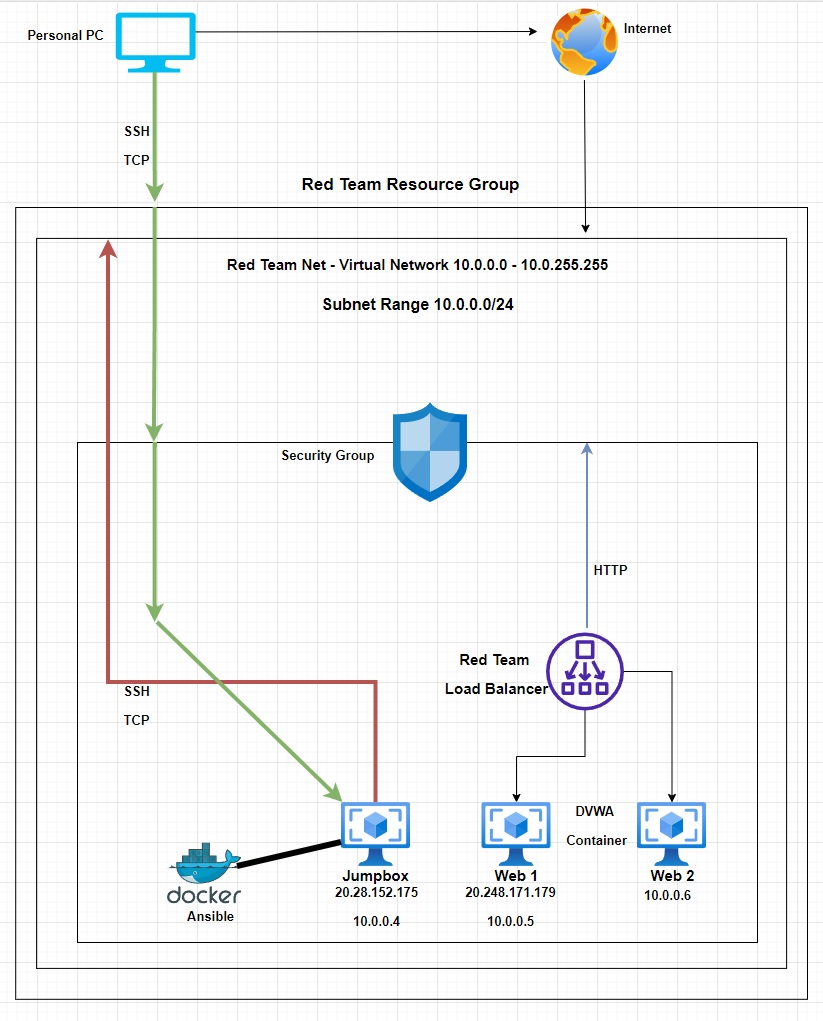 Personal PC
Internet
SSH
TCP
Red Team Resource Group
Red Team Net - Virtual Network 10.0.0.0 - 10.0.255.255
Subnet Range 10.0.0.0/24
Security Group
HTTP
Red Team
Load Balancer
SSH
TCP
DVWA
Container
docker
Ansible
Jumpbox
20.28.152.175
10.0.0.4
Web 1
20.248.171.179
10.0.0.5
Web 2
10.0.0.6